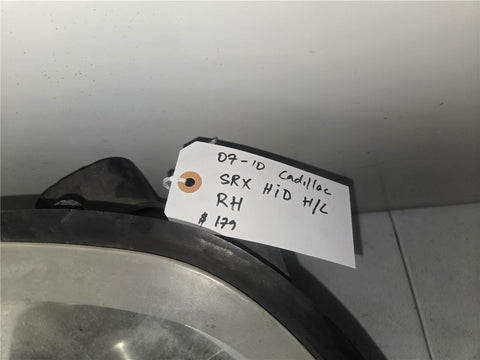 07-10 Cadillac
SRX HiD H/L
RH
$ 179